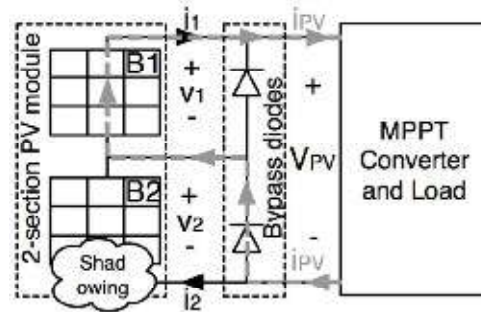 i1
iPV
B1
+
V1
-
+
MPPT
Converter
and Load
VPV
2-section PV module
Bypass diodes
B2
+
V2
-
-
Shad
owing
i2
iPV